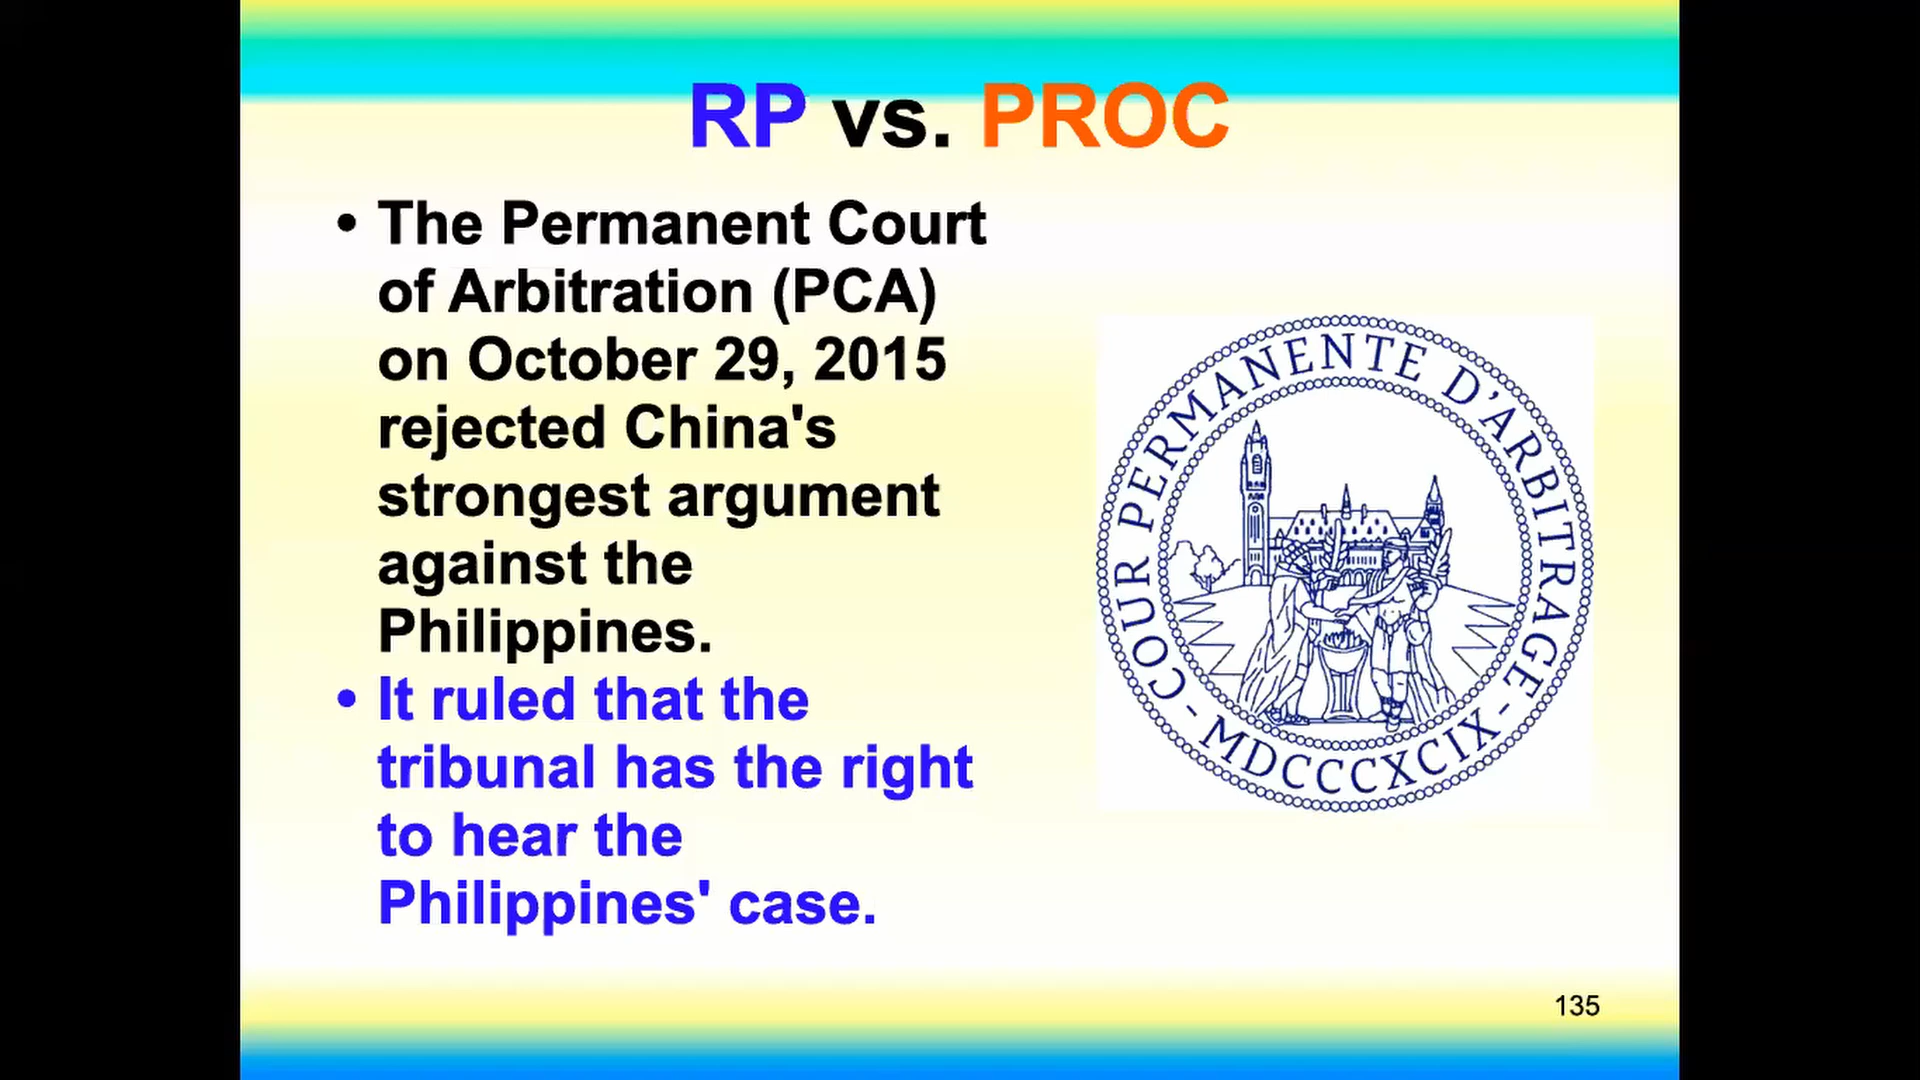 RP vs. PROC
• The Permanent Court
of Arbitration (PCA)
on October 29, 2015
rejected China's
strongest argument
against the
Philippines.
• It ruled that the
tribunal has the right
to hear the
Philippines' case.
COUR PERMANENTE D'ARBITRAGE
- MDCCCXCIX -
135